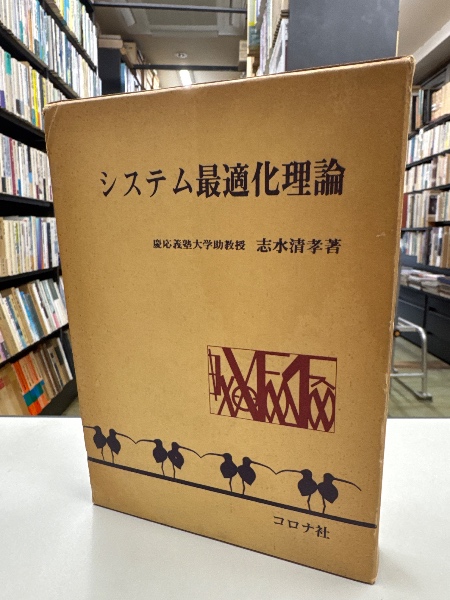 システム最適化理論
慶応義塾大学助教授 志水清孝著
コロナ社